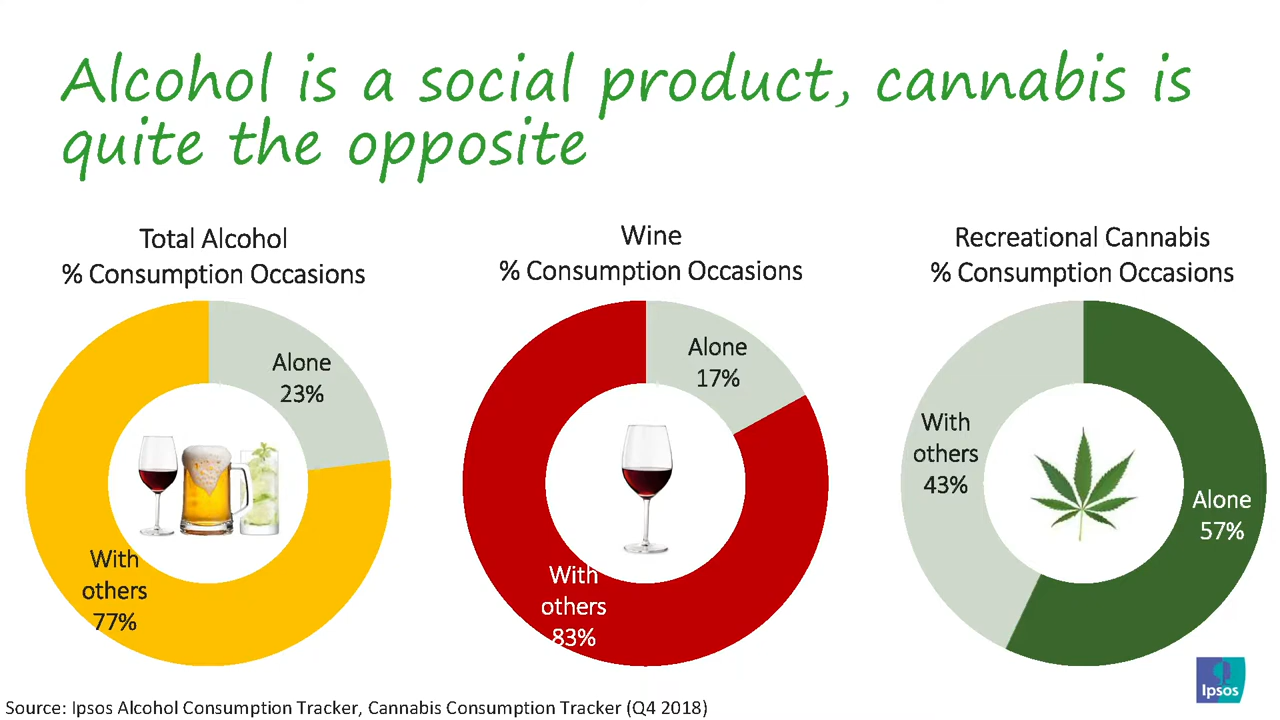 Alcohol is a social product, cannabis is
quite the opposite
Total Alcohol
% Consumption Occasions
Alone
23%
With
others
77%
Wine
% Consumption Occasions
Alone
17%
With
others
83%
Recreational Cannabis
% Consumption Occasions
With
others
43%
Alone
57%
Ipsos
Source: Ipsos Alcohol Consumption Tracker, Cannabis Consumption Tracker (Q4 2018)